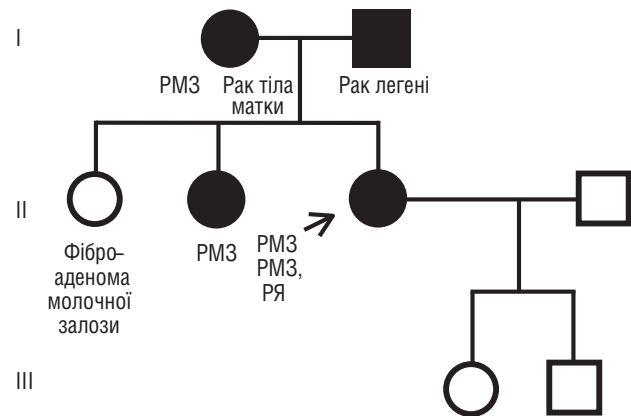 I
РМЗ Рак тіла
матки
Рак легені
II
Фібро–
аденома
молочної
залози
РМЗ
РМЗ
РМЗ,
РЯ
III